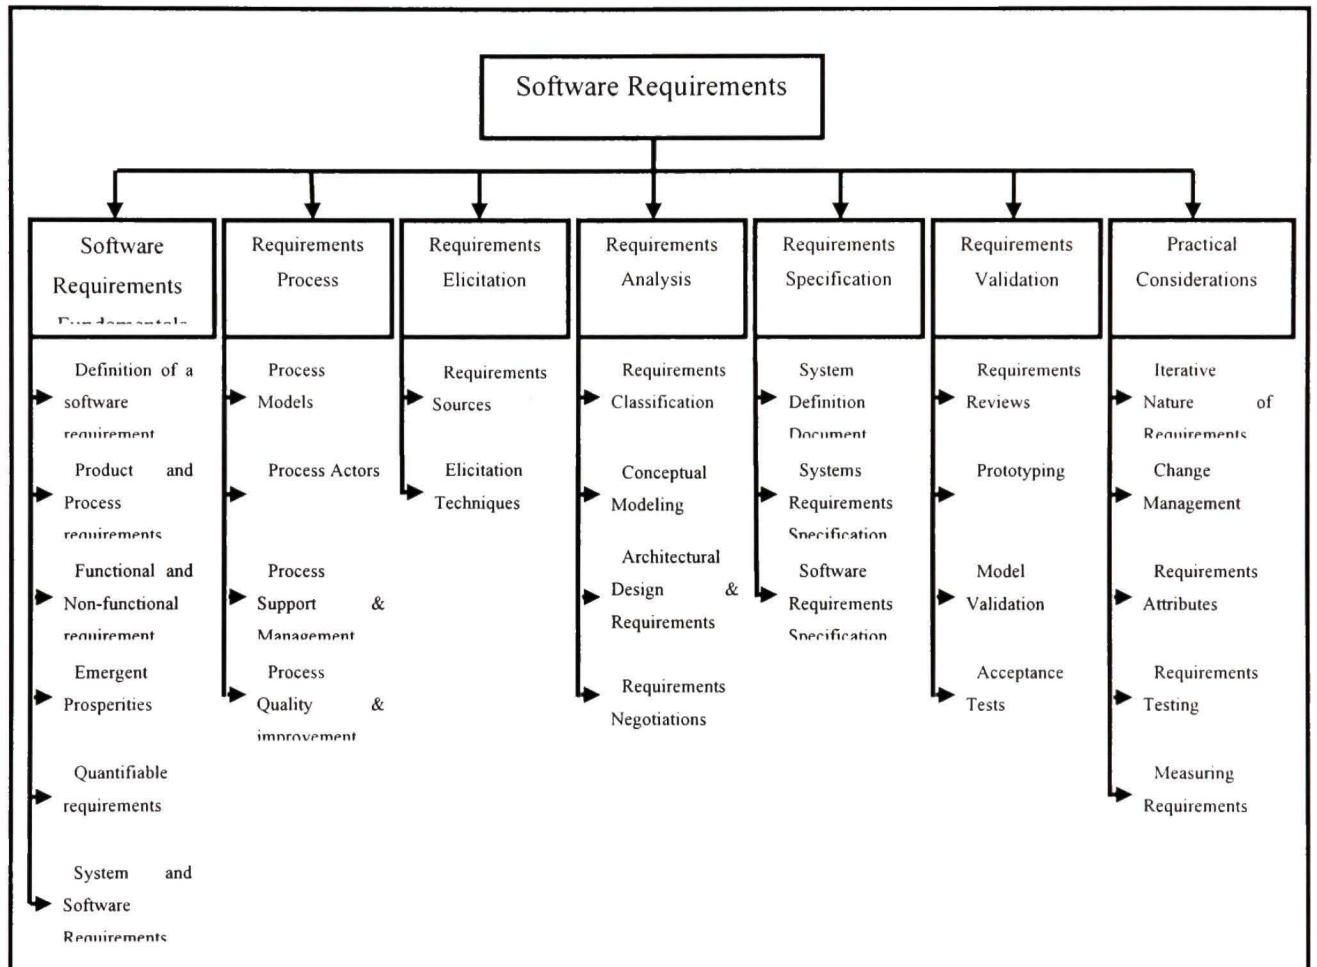 Software Requirements
Software
Requirements
Fundamentals
Definition of a
software
requirement
Product and
Process
requirements
Functional and
Non-functional
requirement
Emergent
Prosperities
Quantifiable
requirements
System and
Software
Requirements
Requirements
Process
Process
Models
Process Actors
Process
Support &
Management
Process
Quality &
improvement
Requirements
Elicitation
Requirements
Sources
Elicitation
Techniques
Requirements
Analysis
Requirements
Classification
Conceptual
Modeling
Architectural
Design &
Requirements
Requirements
Negotiations
Requirements
Specification
System
Definition
Document
Systems
Requirements
Specification
Software
Requirements
Specification
Requirements
Validation
Requirements
Reviews
Prototyping
Model
Validation
Acceptance
Tests
Practical
Considerations
Iterative
Nature of
Requirements
Change
Management
Requirements
Attributes
Requirements
Testing
Measuring
Requirements